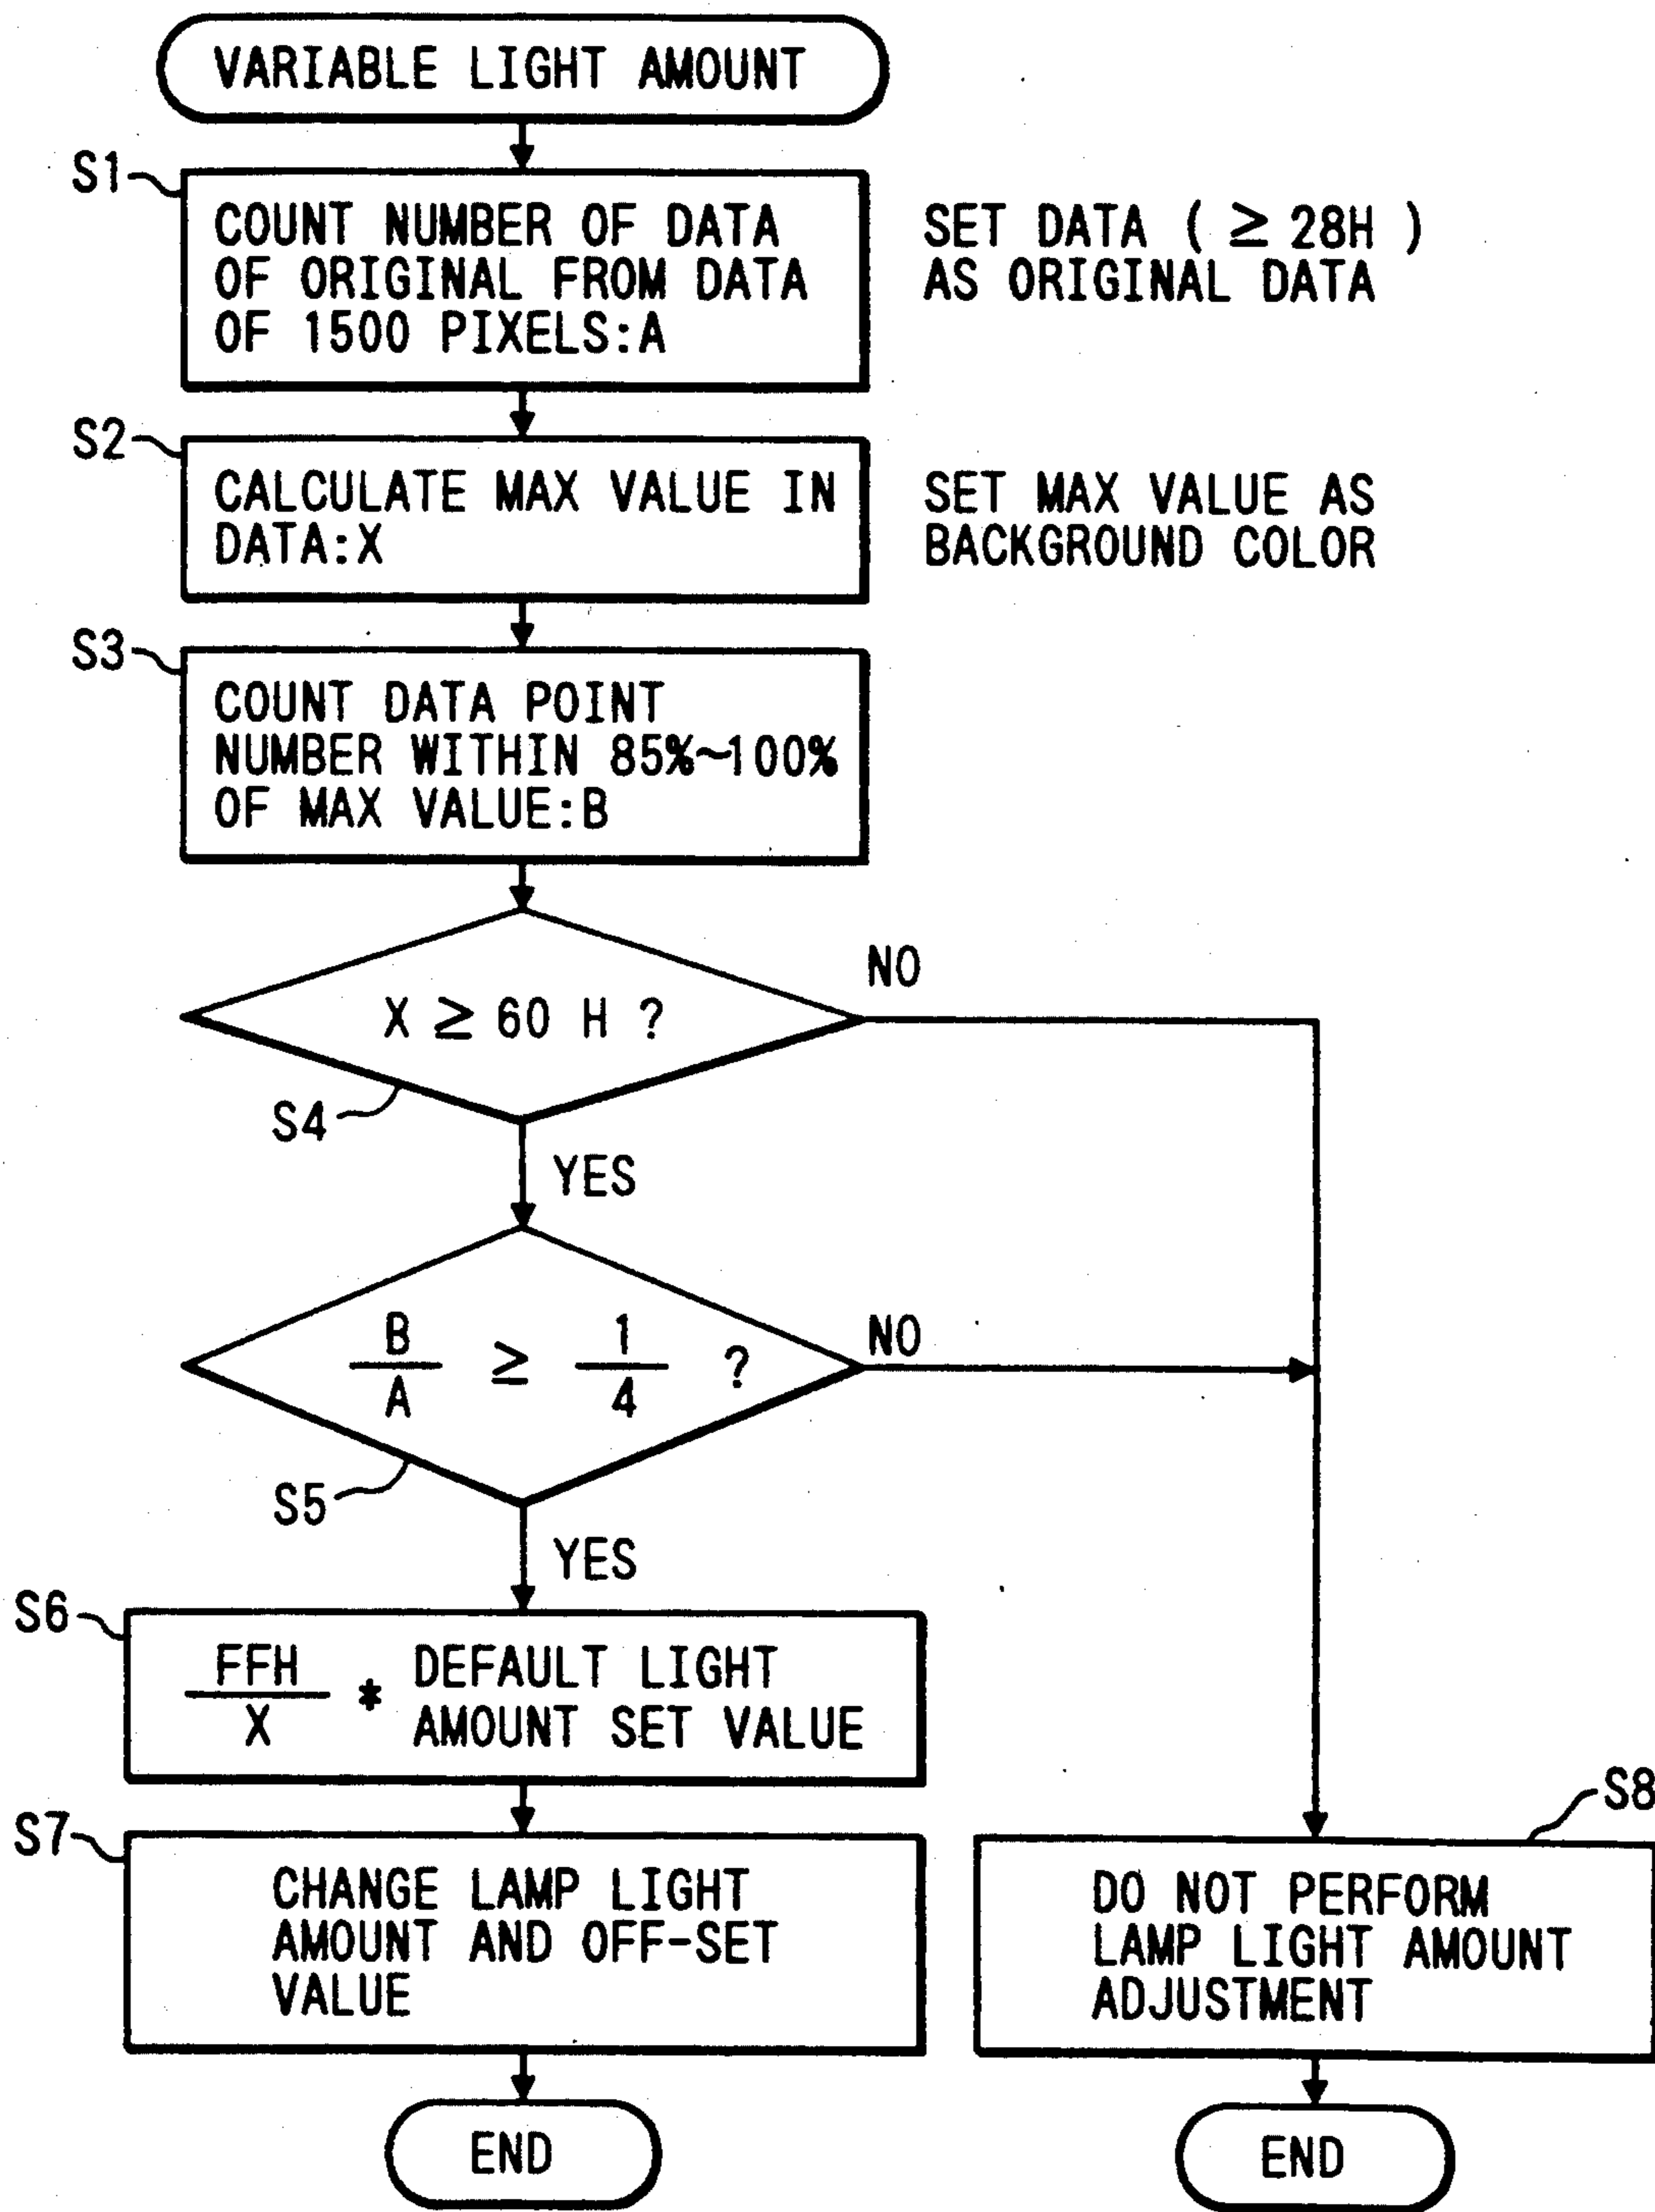 VARIABLE LIGHT AMOUNT
S1
COUNT NUMBER OF DATA
OF ORIGINAL FROM DATA
OF 1500 PIXELS:A
SET DATA ( ≥ 28H )
AS ORIGINAL DATA
S2
CALCULATE MAX VALUE IN
DATA:X
SET MAX VALUE AS
BACKGROUND COLOR
S3
COUNT DATA POINT
NUMBER WITHIN 85%~100%
OF MAX VALUE:B
X ≥ 60 H ?
NO
S4
YES
B/A ≥ 1/4 ?
NO
S5
YES
S6
FFH/X * DEFAULT LIGHT
AMOUNT SET VALUE
S7
CHANGE LAMP LIGHT
AMOUNT AND OFF-SET
VALUE
S8
DO NOT PERFORM
LAMP LIGHT AMOUNT
ADJUSTMENT
END
END